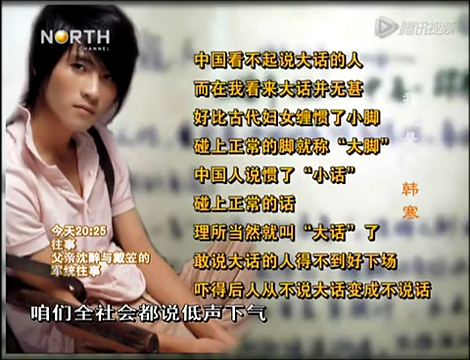 NORTH
CHANNEL
腾讯视频
中国看不起说大话的人
而在我看来大话并无甚
好比古代妇女缠惯了小脚
碰上正常的脚就称“大脚”
中国人说惯了“小话”
碰上正常的话
理所当然就叫“大话”了
敢说大话的人得不到好下场
吓得后人从不说大话变成不说话
韩寒
今天20:25
往事
父亲沈醉与戴笠的
军统往事
咱们全社会都说低声下气